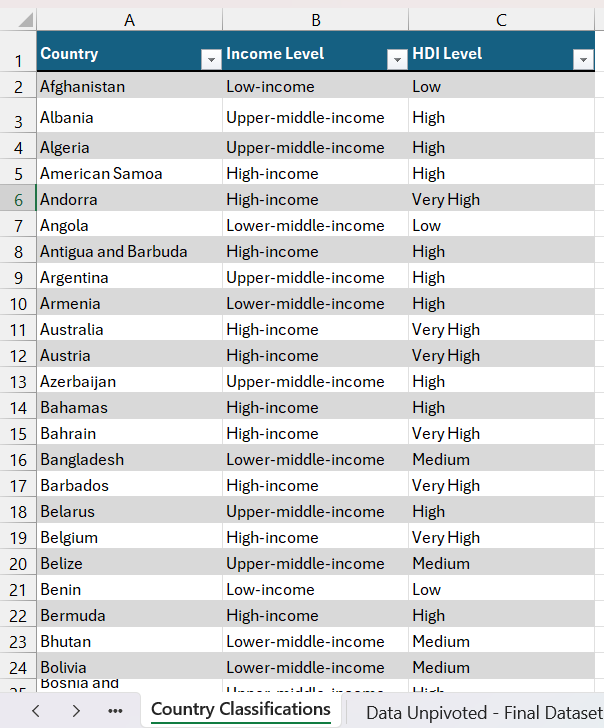 A B C
1 Country Income Level HDI Level
2 Afghanistan Low-income Low
3 Albania Upper-middle-income High
4 Algeria Upper-middle-income High
5 American Samoa High-income High
6 Andorra High-income Very High
7 Angola Lower-middle-income Low
8 Antigua and Barbuda High-income High
9 Argentina Upper-middle-income High
10 Armenia Lower-middle-income High
11 Australia High-income Very High
12 Austria High-income Very High
13 Azerbaijan Upper-middle-income High
14 Bahamas High-income High
15 Bahrain High-income Very High
16 Bangladesh Lower-middle-income Medium
17 Barbados High-income Very High
18 Belarus Upper-middle-income High
19 Belgium High-income Very High
20 Belize Upper-middle-income Medium
21 Benin Low-income Low
22 Bermuda High-income High
23 Bhutan Lower-middle-income Medium
24 Bolivia Lower-middle-income Medium
25 Bosnia and Upper-middle-income High
Country Classifications Data Unpivoted - Final Dataset